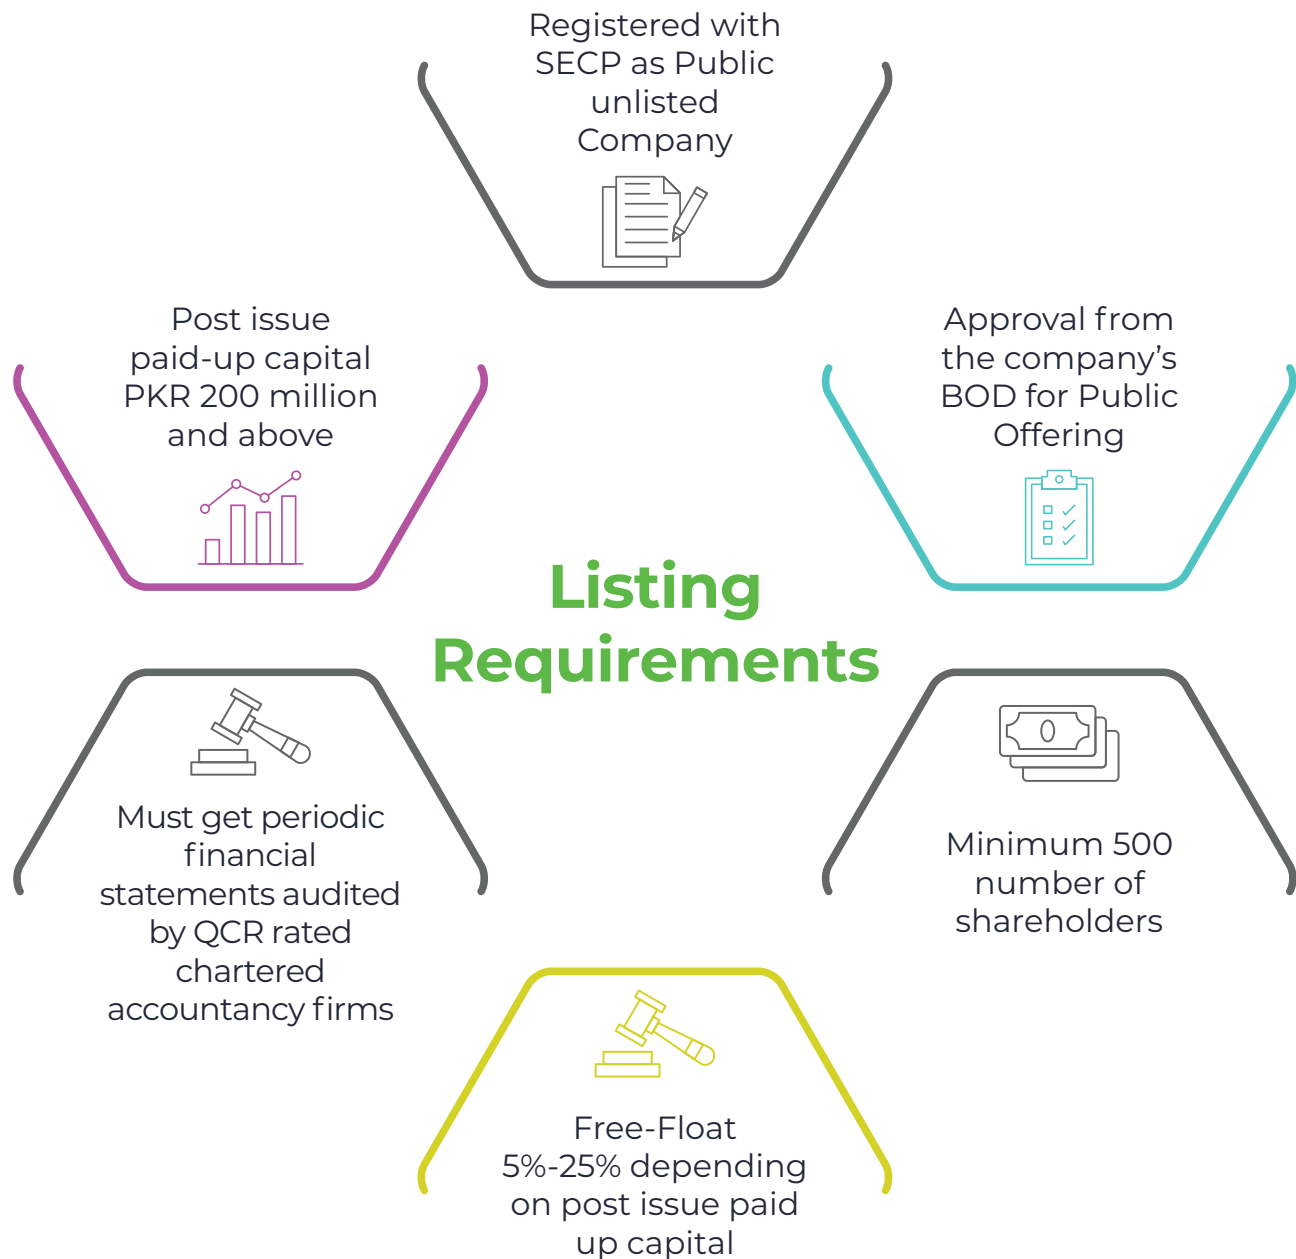 Registered with
SECP as Public
unlisted
Company
Post issue
paid-up capital
PKR 200 million
and above
Approval from
the company’s
BOD for Public
Offering
Listing
Requirements
Must get periodic
financial
statements audited
by QCR rated
chartered
accountancy firms
Minimum 500
number of
shareholders
Free-Float
5%-25% depending
on post issue paid
up capital